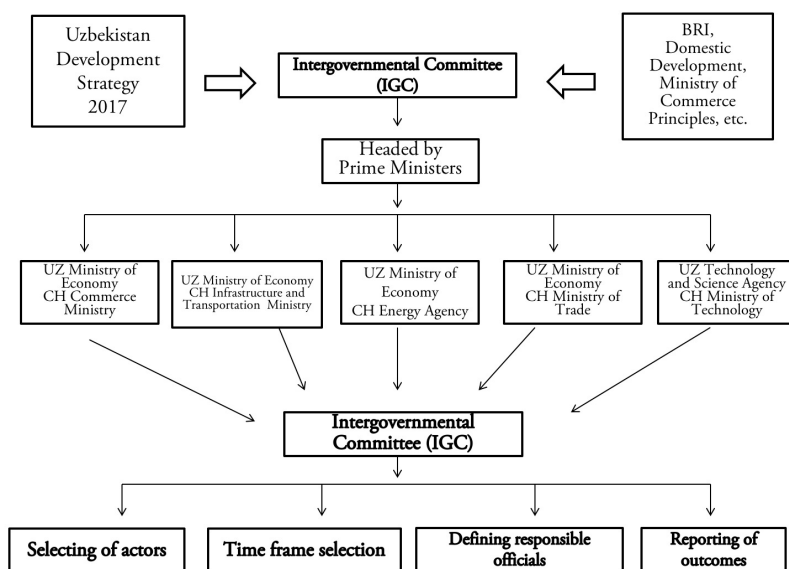 Uzbekistan
Development
Strategy
2017
Intergovernmental Committee
(IGC)
BRI,
Domestic
Development,
Ministry of
Commerce
Principles, etc.
Headed by
Prime Ministers
UZ Ministry of
Economy
CH Commerce
Ministry
UZ Ministry of Economy
CH Infrastructure and
Transportation Ministry
UZ Ministry of
Economy
CH Energy Agency
UZ Ministry of
Economy
CH Ministry of
Trade
UZ Technology
and Science Agency
CH Ministry of
Technology
Intergovernmental
Committee (IGC)
Selecting of actors
Time frame selection
Defining responsible
officials
Reporting of
outcomes